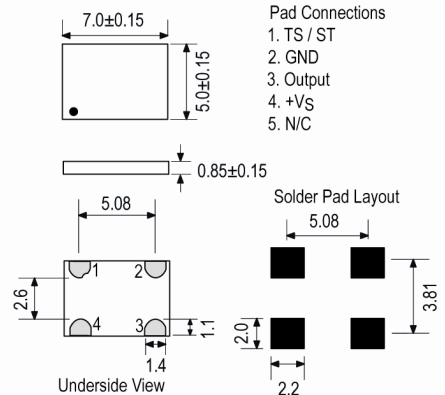 7.0±0.15
5.0±0.15
Pad Connections
1. TS / ST
2. GND
3. Output
4. +VS
5. N/C
0.85±0.15
5.08
1
2
2.6
4
3
1.1
1.4
Underside View
Solder Pad Layout
5.08
3.81
2.0
2.2